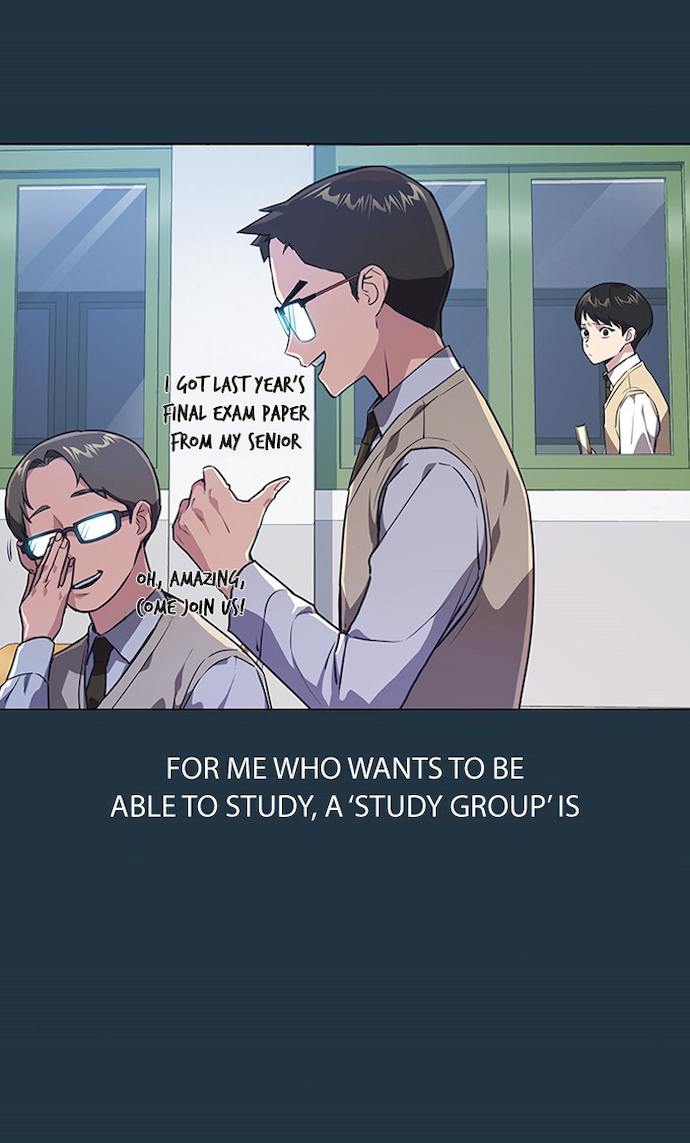 I GOT LAST YEAR'S
FINAL EXAM PAPER
FROM MY SENIOR
OH, AMAZING,
COME JOIN US!
FOR ME WHO WANTS TO BE
ABLE TO STUDY, A ‘STUDY GROUP’ IS